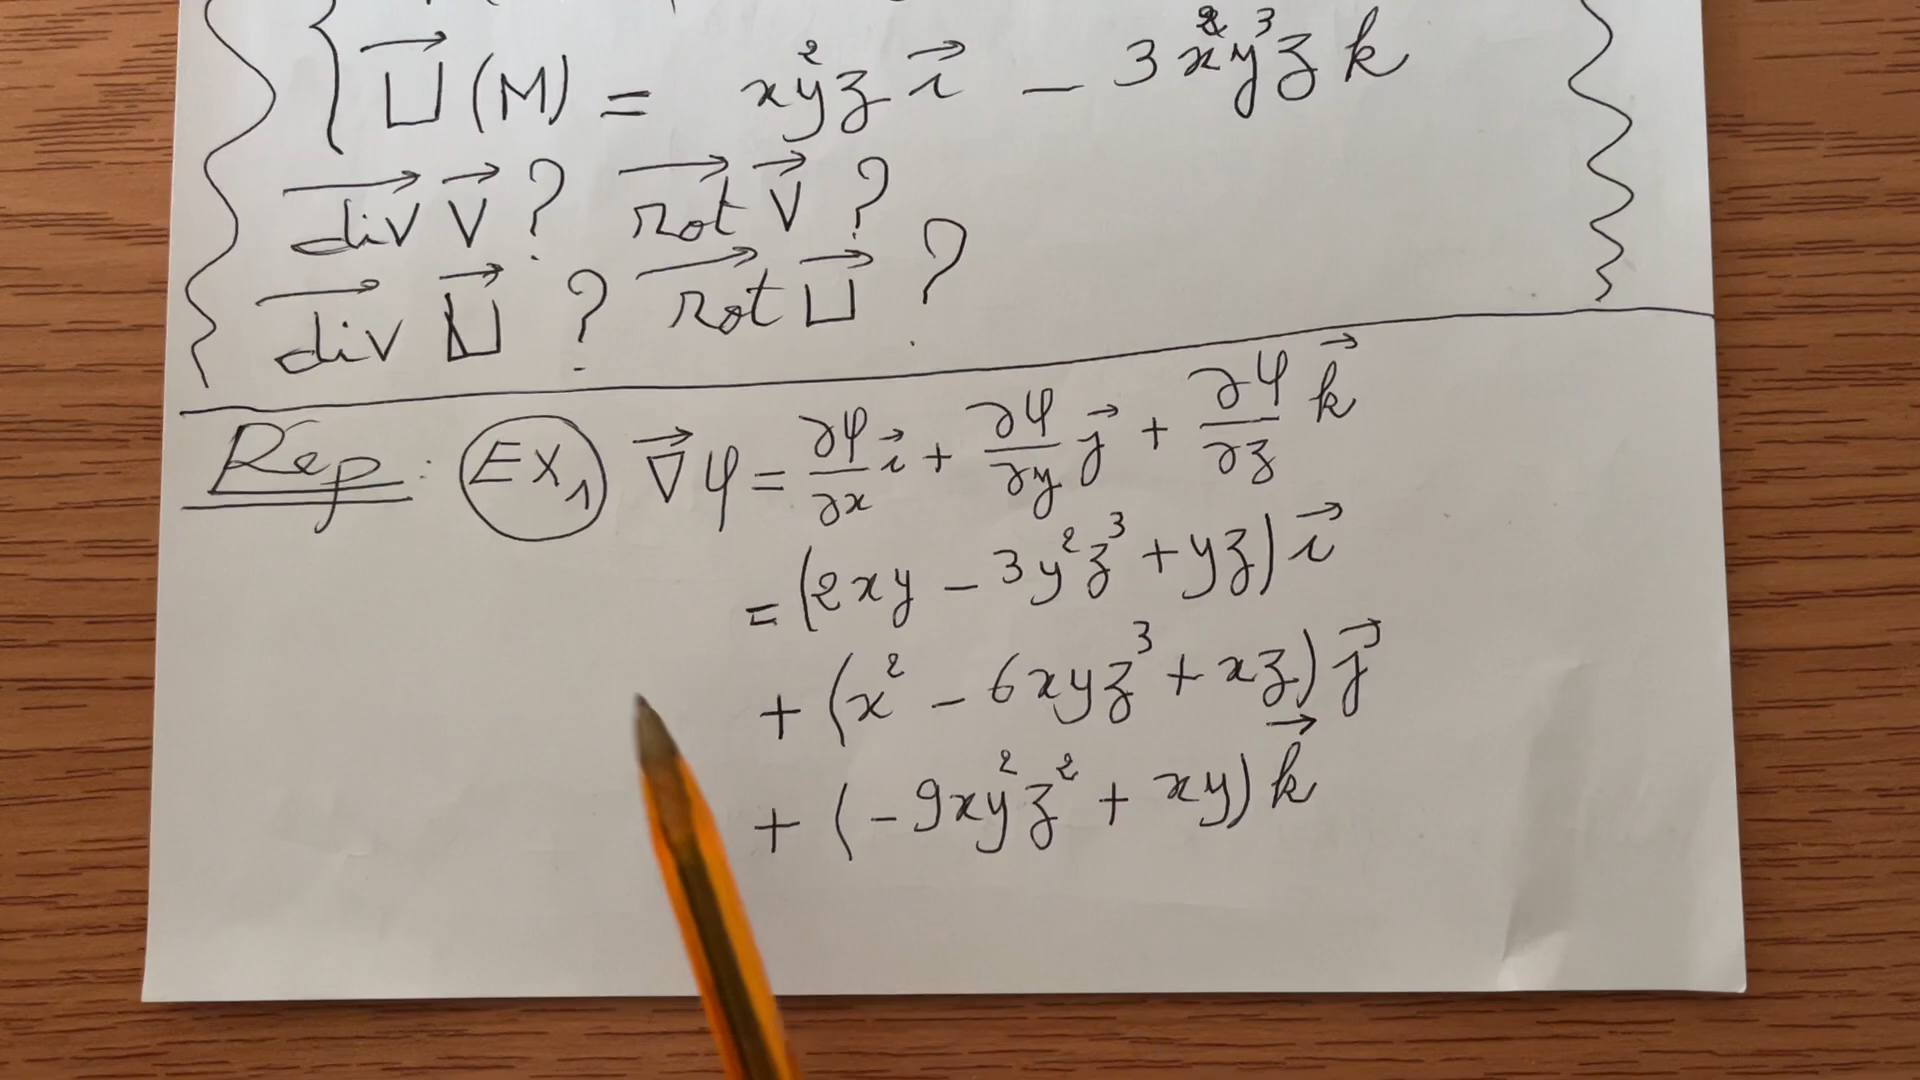 U⃗ (M) = xy²z i⃗ − 3x²y³z k
div⃗ V⃗ ? rot⃗ V⃗ ?
div⃗ U⃗ ? rot⃗ U⃗ ?
Rep : EX₁ ∇⃗φ = ∂φ/∂x i⃗ + ∂φ/∂y j⃗ + ∂φ/∂z k⃗
= (2xy − 3y²z³ + yz) i⃗
+ (x² − 6xyz³ + xz) j⃗
+ (−9xy²z² + xy) k⃗